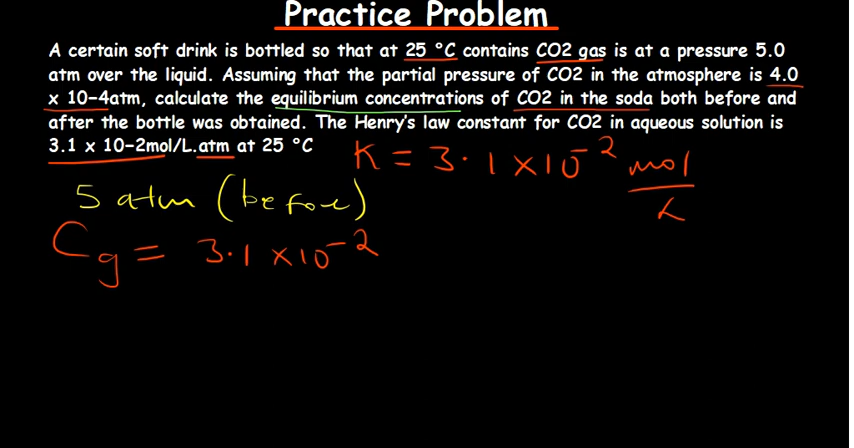 Practice Problem
A certain soft drink is bottled so that at 25 °C contains CO2 gas is at a pressure 5.0
atm over the liquid. Assuming that the partial pressure of CO2 in the atmosphere is 4.0
x 10-4atm, calculate the equilibrium concentrations of CO2 in the soda both before and
after the bottle was obtained. The Henry's law constant for CO2 in aqueous solution is
3.1 x 10-2mol/L.atm at 25 °C
K = 3.1 × 10⁻² mol/L
5 atm (before)
Cg = 3.1 × 10⁻²